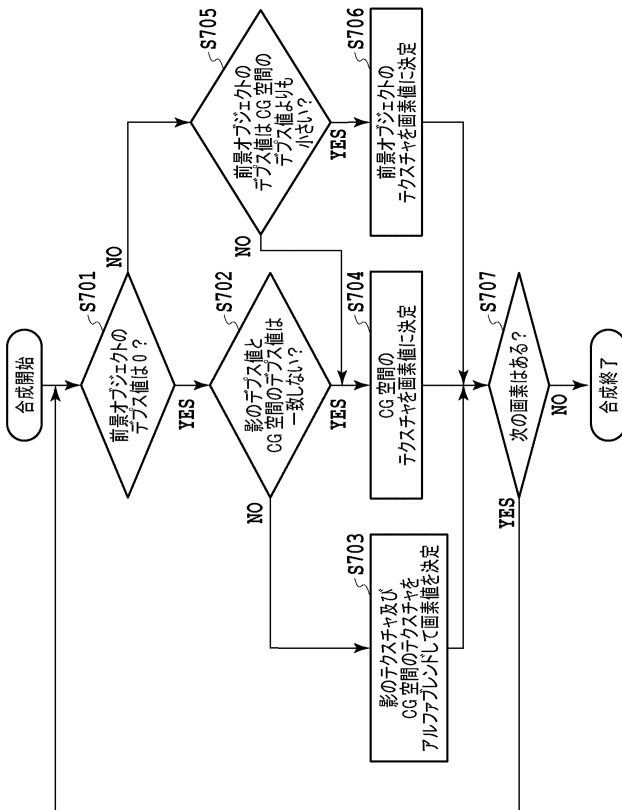 合成開始
S701
前景オブジェクトの
デプス値は0？
NO
YES
S705
前景オブジェクトの
デプス値はCG空間の
デプス値よりも
小さい？
NO
YES
S702
影のデプス値と
CG空間のデプス値は
一致しない？
NO
YES
S703
影のテクスチャ及び
CG空間のテクスチャを
アルファブレンドして画素値を決定
S704
CG空間の
テクスチャを画素値に決定
S706
前景オブジェクトの
テクスチャを画素値に決定
S707
次の画素はある？
YES
NO
合成終了